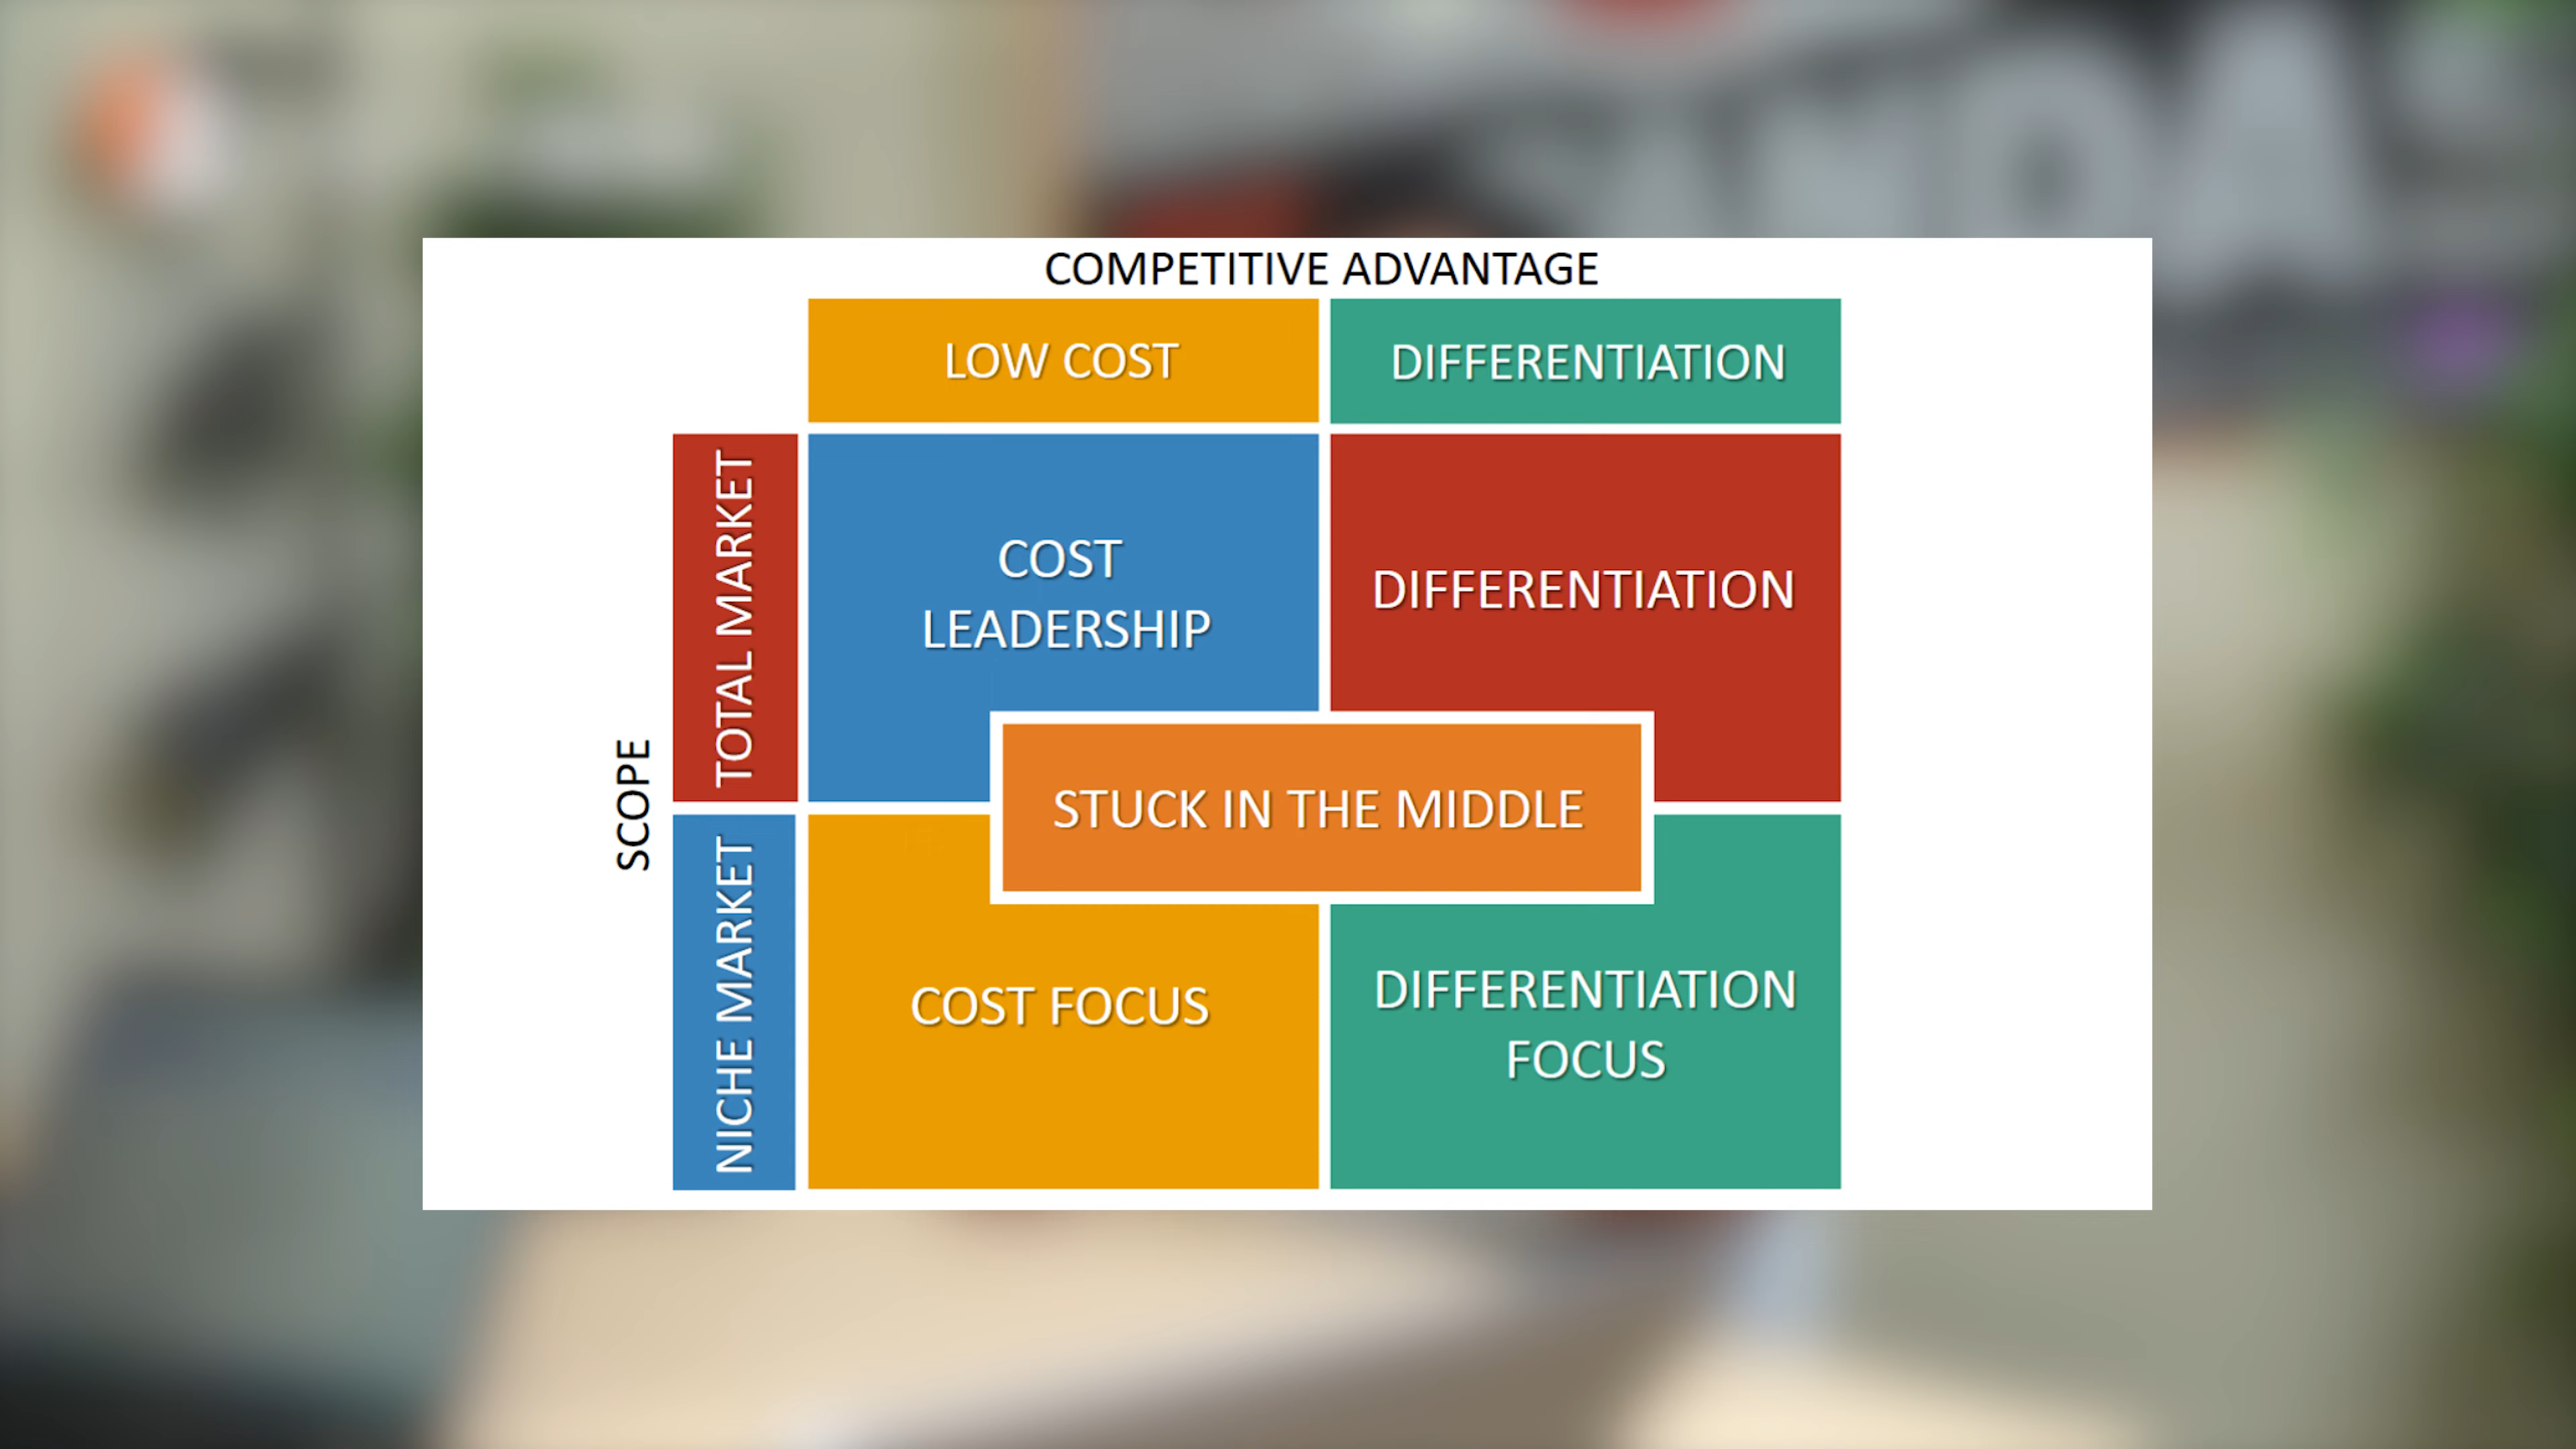 COMPETITIVE ADVANTAGE
LOW COST
DIFFERENTIATION
SCOPE
TOTAL MARKET
COST
LEADERSHIP
DIFFERENTIATION
STUCK IN THE MIDDLE
NICHE MARKET
COST FOCUS
DIFFERENTIATION
FOCUS